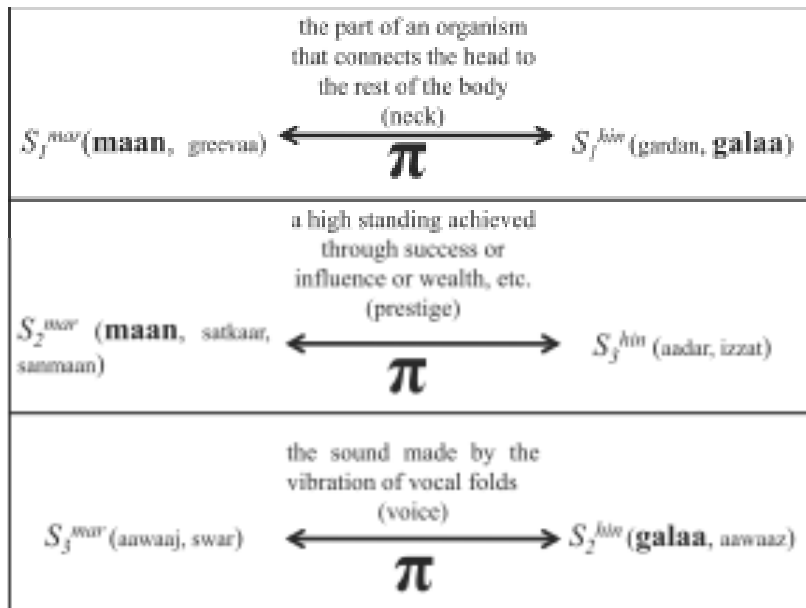 the part of an organism
that connects the head to
the rest of the body
(neck)
S₁ᵐᵃʳ(maan, greevaa)
π
S₁ʰⁱⁿ(gardan, galaa)
a high standing achieved
through success or
influence or wealth, etc.
(prestige)
S₂ᵐᵃʳ (maan, satkaar,
sanmaan)
π
S₃ʰⁱⁿ (aadar, izzat)
the sound made by the
vibration of vocal folds
(voice)
S₃ᵐᵃʳ (aawaaj, swar)
π
S₂ʰⁱⁿ(galaa, aawaaz)